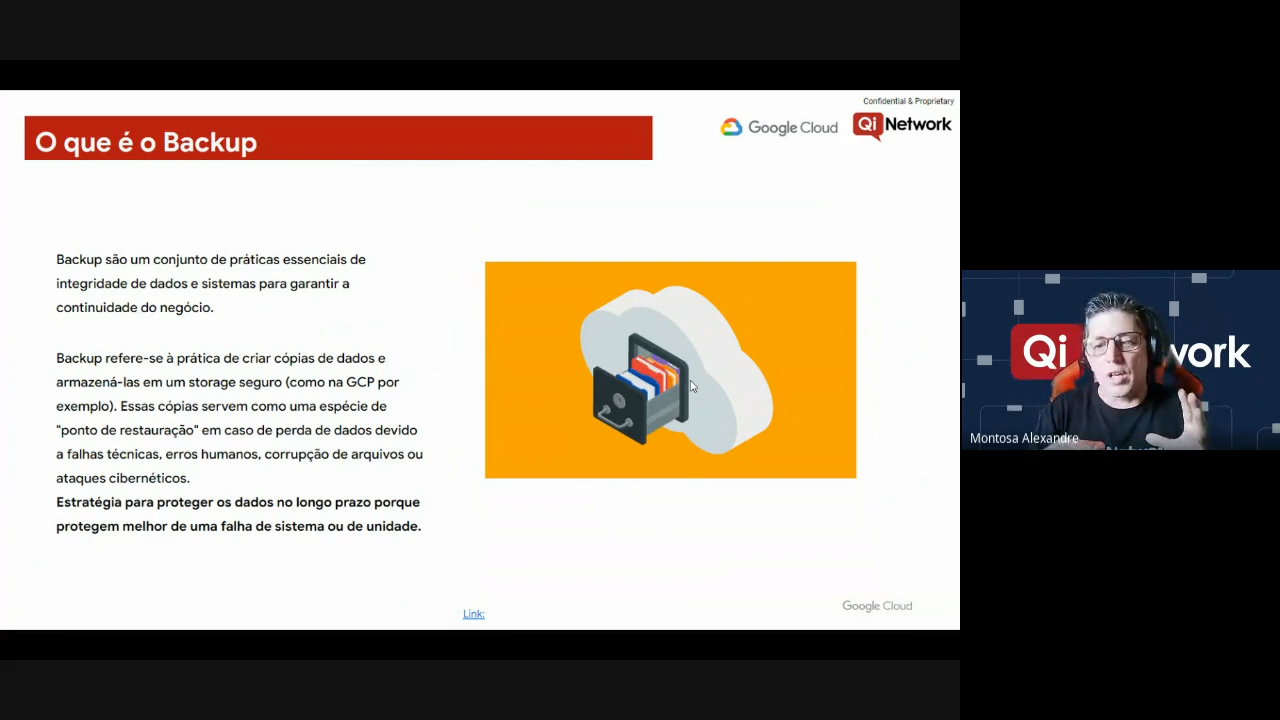 Confidential & Proprietary
O que é o Backup
Google Cloud
Qi Network
Backup são um conjunto de práticas essenciais de
integridade de dados e sistemas para garantir a
continuidade do negócio.
Backup refere-se à prática de criar cópias de dados e
armazená-las em um storage seguro (como na GCP por
exemplo). Essas cópias servem como uma espécie de
"ponto de restauração" em caso de perda de dados devido
a falhas técnicas, erros humanos, corrupção de arquivos ou
ataques cibernéticos.
Estratégia para proteger os dados no longo prazo porque
protegem melhor de uma falha de sistema ou de unidade.
Link:
Google Cloud
Qi work
Montosa Alexandre